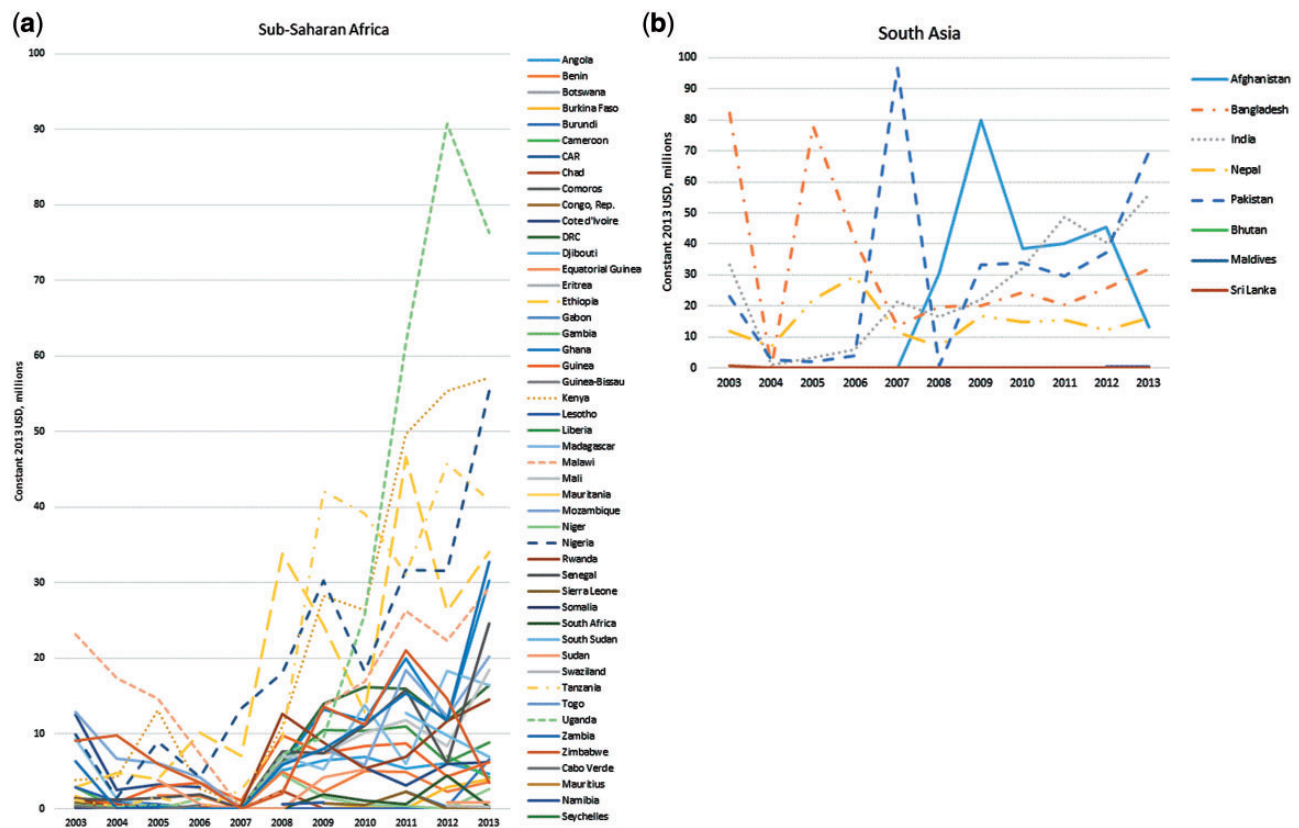 (a)
Sub-Saharan Africa
100
90
80
70
60
50
40
30
20
10
0
Constant 2013 USD, millions
2003 2004 2005 2006 2007 2008 2009 2010 2011 2012 2013
Angola
Benin
Botswana
Burkina Faso
Burundi
Cameroon
CAR
Chad
Comoros
Congo, Rep.
Cote d'Ivoire
DRC
Djibouti
Equatorial Guinea
Eritrea
Ethiopia
Gabon
Gambia
Ghana
Guinea
Guinea-Bissau
Kenya
Lesotho
Liberia
Madagascar
Malawi
Mali
Mauritania
Mozambique
Niger
Nigeria
Rwanda
Senegal
Sierra Leone
Somalia
South Africa
South Sudan
Sudan
Swaziland
Tanzania
Togo
Uganda
Zambia
Zimbabwe
Cabo Verde
Mauritius
Namibia
Seychelles
(b)
South Asia
100
90
80
70
60
50
40
30
20
10
0
Constant 2013 USD, millions
2003 2004 2005 2006 2007 2008 2009 2010 2011 2012 2013
Afghanistan
Bangladesh
India
Nepal
Pakistan
Bhutan
Maldives
Sri Lanka